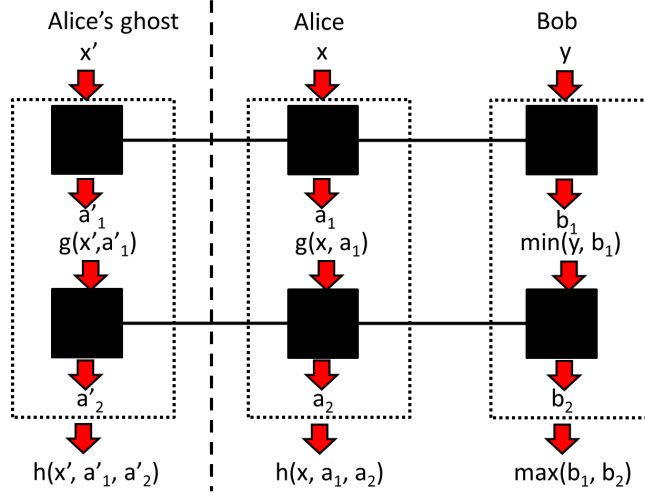 Alice's ghost Alice Bob
x' x y
a'₁ a₁ b₁
g(x',a'₁) g(x, a₁) min(y, b₁)
a'₂ a₂ b₂
h(x', a'₁, a'₂) h(x, a₁, a₂) max(b₁, b₂)